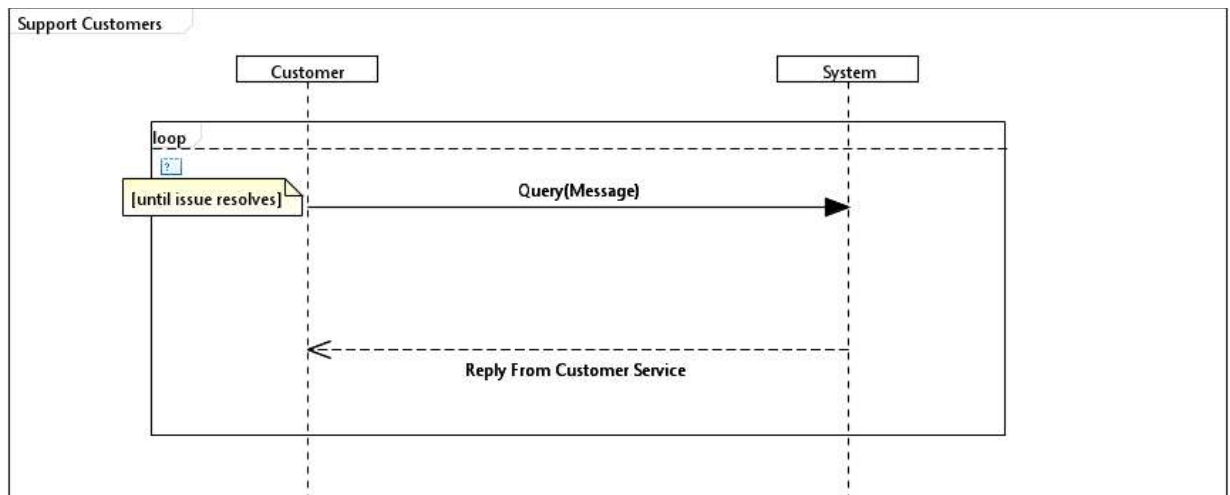 Support Customers
Customer
System
loop
?
[until issue resolves]
Query(Message)
Reply From Customer Service